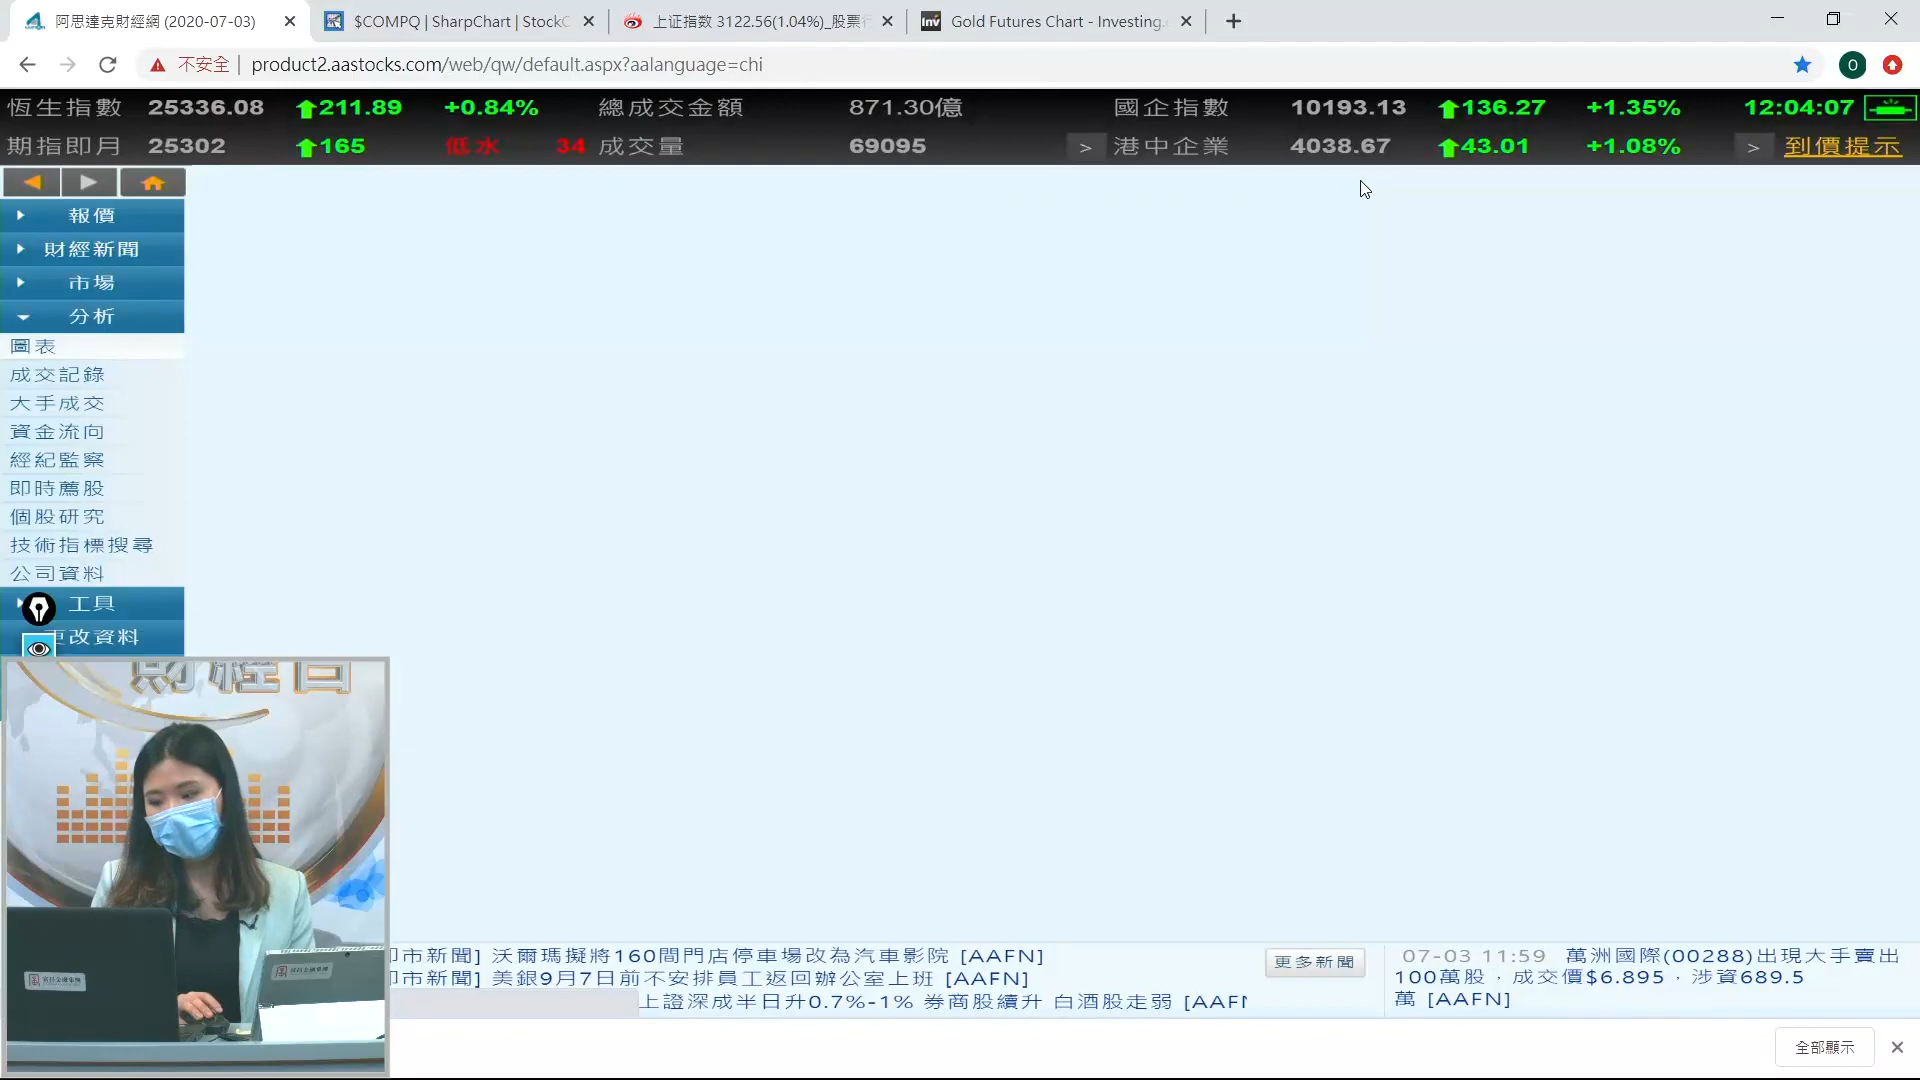 阿思達克財經網 (2020-07-03)
$COMPQ | SharpChart | StockC
上证指数 3122.56(1.04%)_股票行
Gold Futures Chart - Investing.
不安全 | product2.aastocks.com/web/qw/default.aspx?aalanguage=chi
恆生指數 25336.08 211.89 +0.84% 總成交金額 871.30億 國企指數 10193.13 136.27 +1.35% 12:04:07
期指即月 25302 165 低水 34 成交量 69095 > 港中企業 4038.67 43.01 +1.08% > 到價提示
報價
財經新聞
市場
分析
圖表
成交記錄
大手成交
資金流向
經紀監察
即時薦股
個股研究
技術指標搜尋
公司資料
工具
更改資料
財經台
市新聞] 沃爾瑪擬將160間門店停車場改為汽車影院 [AAFN]
市新聞] 美銀9月7日前不安排員工返回辦公室上班 [AAFN]
上證深成半日升0.7%-1% 券商股續升 白酒股走弱 [AAFN
更多新聞
07-03 11:59 萬洲國際(00288)出現大手賣出
100萬股，成交價$6.895，涉資689.5
萬 [AAFN]
全部顯示